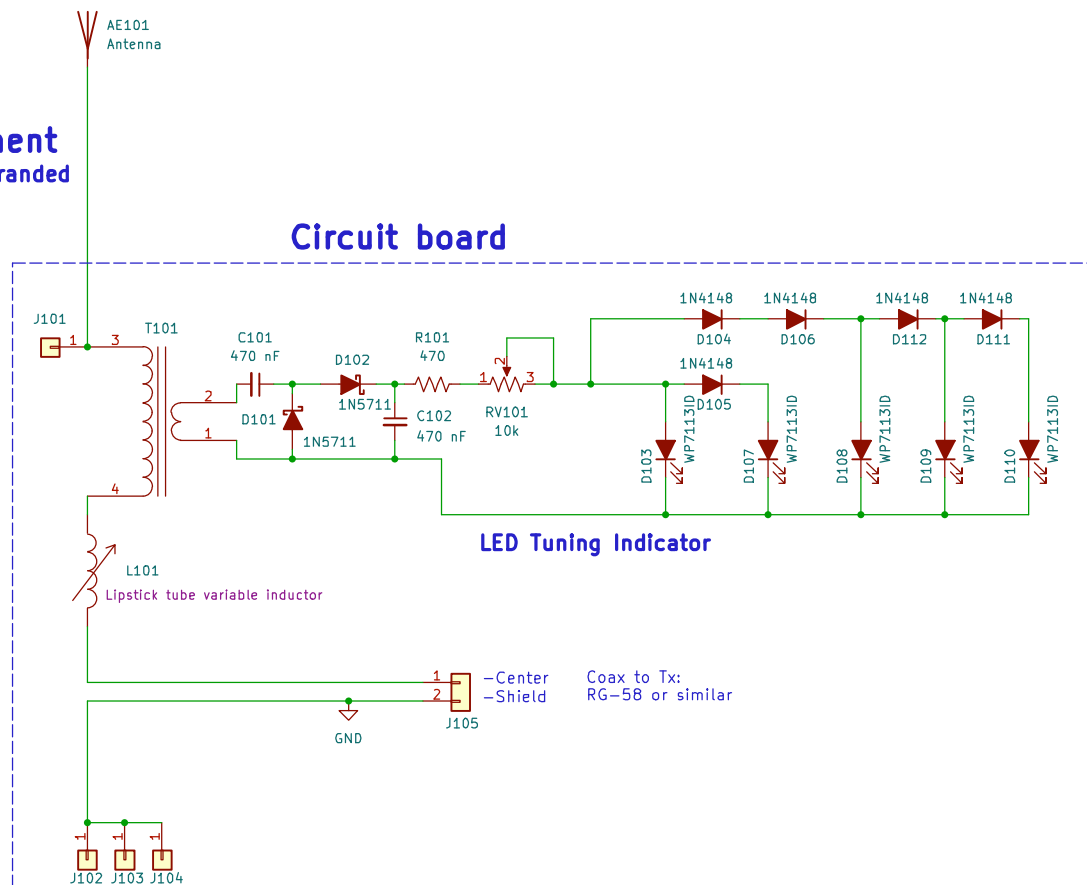 AE101
Antenna
randed
Circuit board
J101
1
3
T101
4
2
1
C101
470 nF
D101
1N5711
D102
1N5711
C102
470 nF
R101
470
1
2
3
RV101
10k
1N4148
D104
1N4148
D106
1N4148
D112
1N4148
D111
1N4148
D105
D103
WP7113ID
D107
WP7113ID
D108
WP7113ID
D109
WP7113ID
D110
WP7113ID
LED Tuning Indicator
L101
Lipstick tube variable inductor
1
2
-Center
-Shield
J105
Coax to Tx:
RG-58 or similar
GND
1
1
1
J102
J103
J104